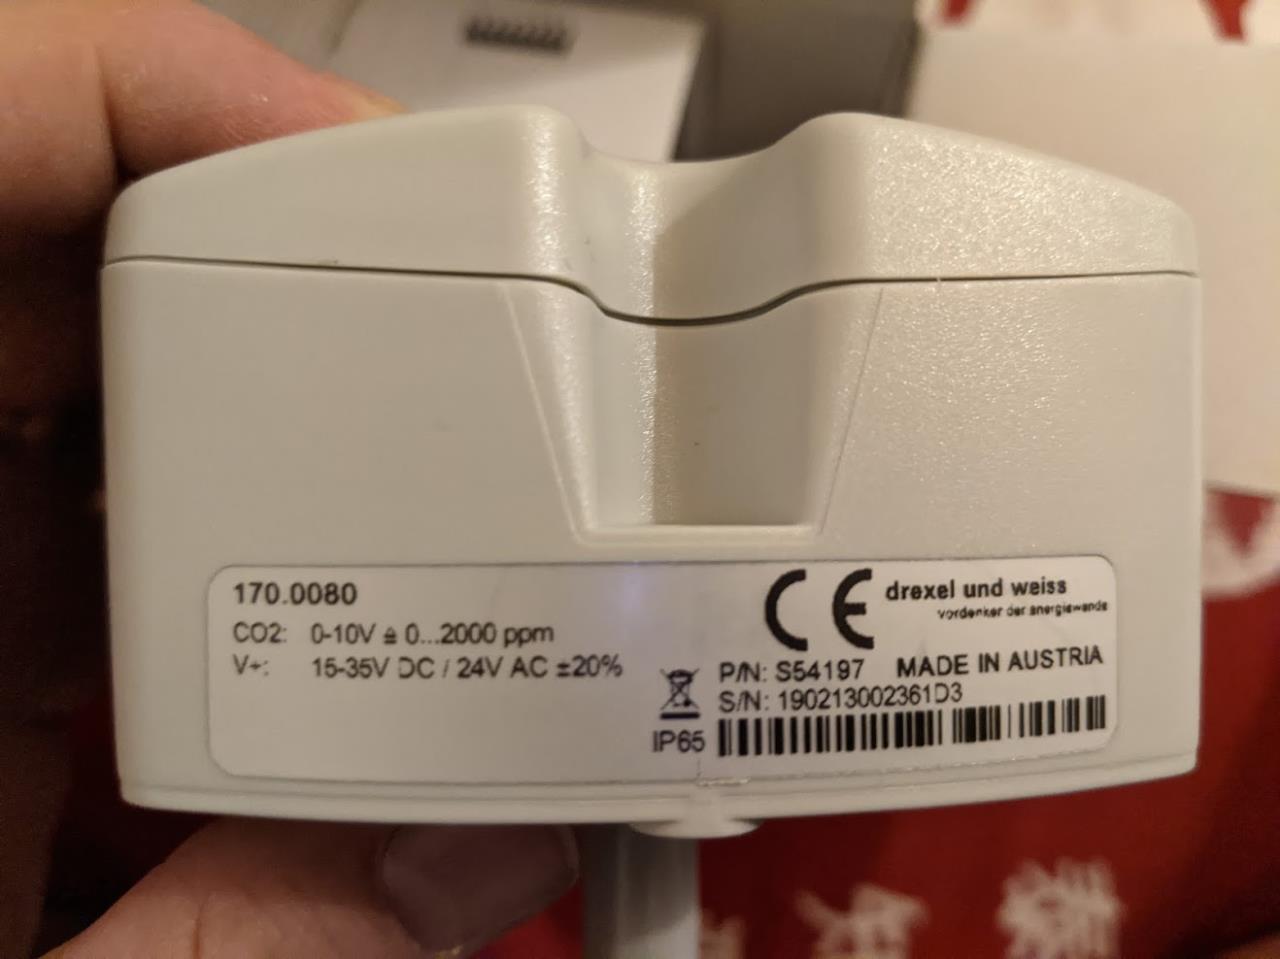 170.0080
CO2: 0-10V ≙ 0...2000 ppm
V+: 15-35V DC / 24V AC ±20%
CE drexel und weiss
vordenker der energiewende
P/N: S54197 MADE IN AUSTRIA
S/N: 190213002361D3
IP65